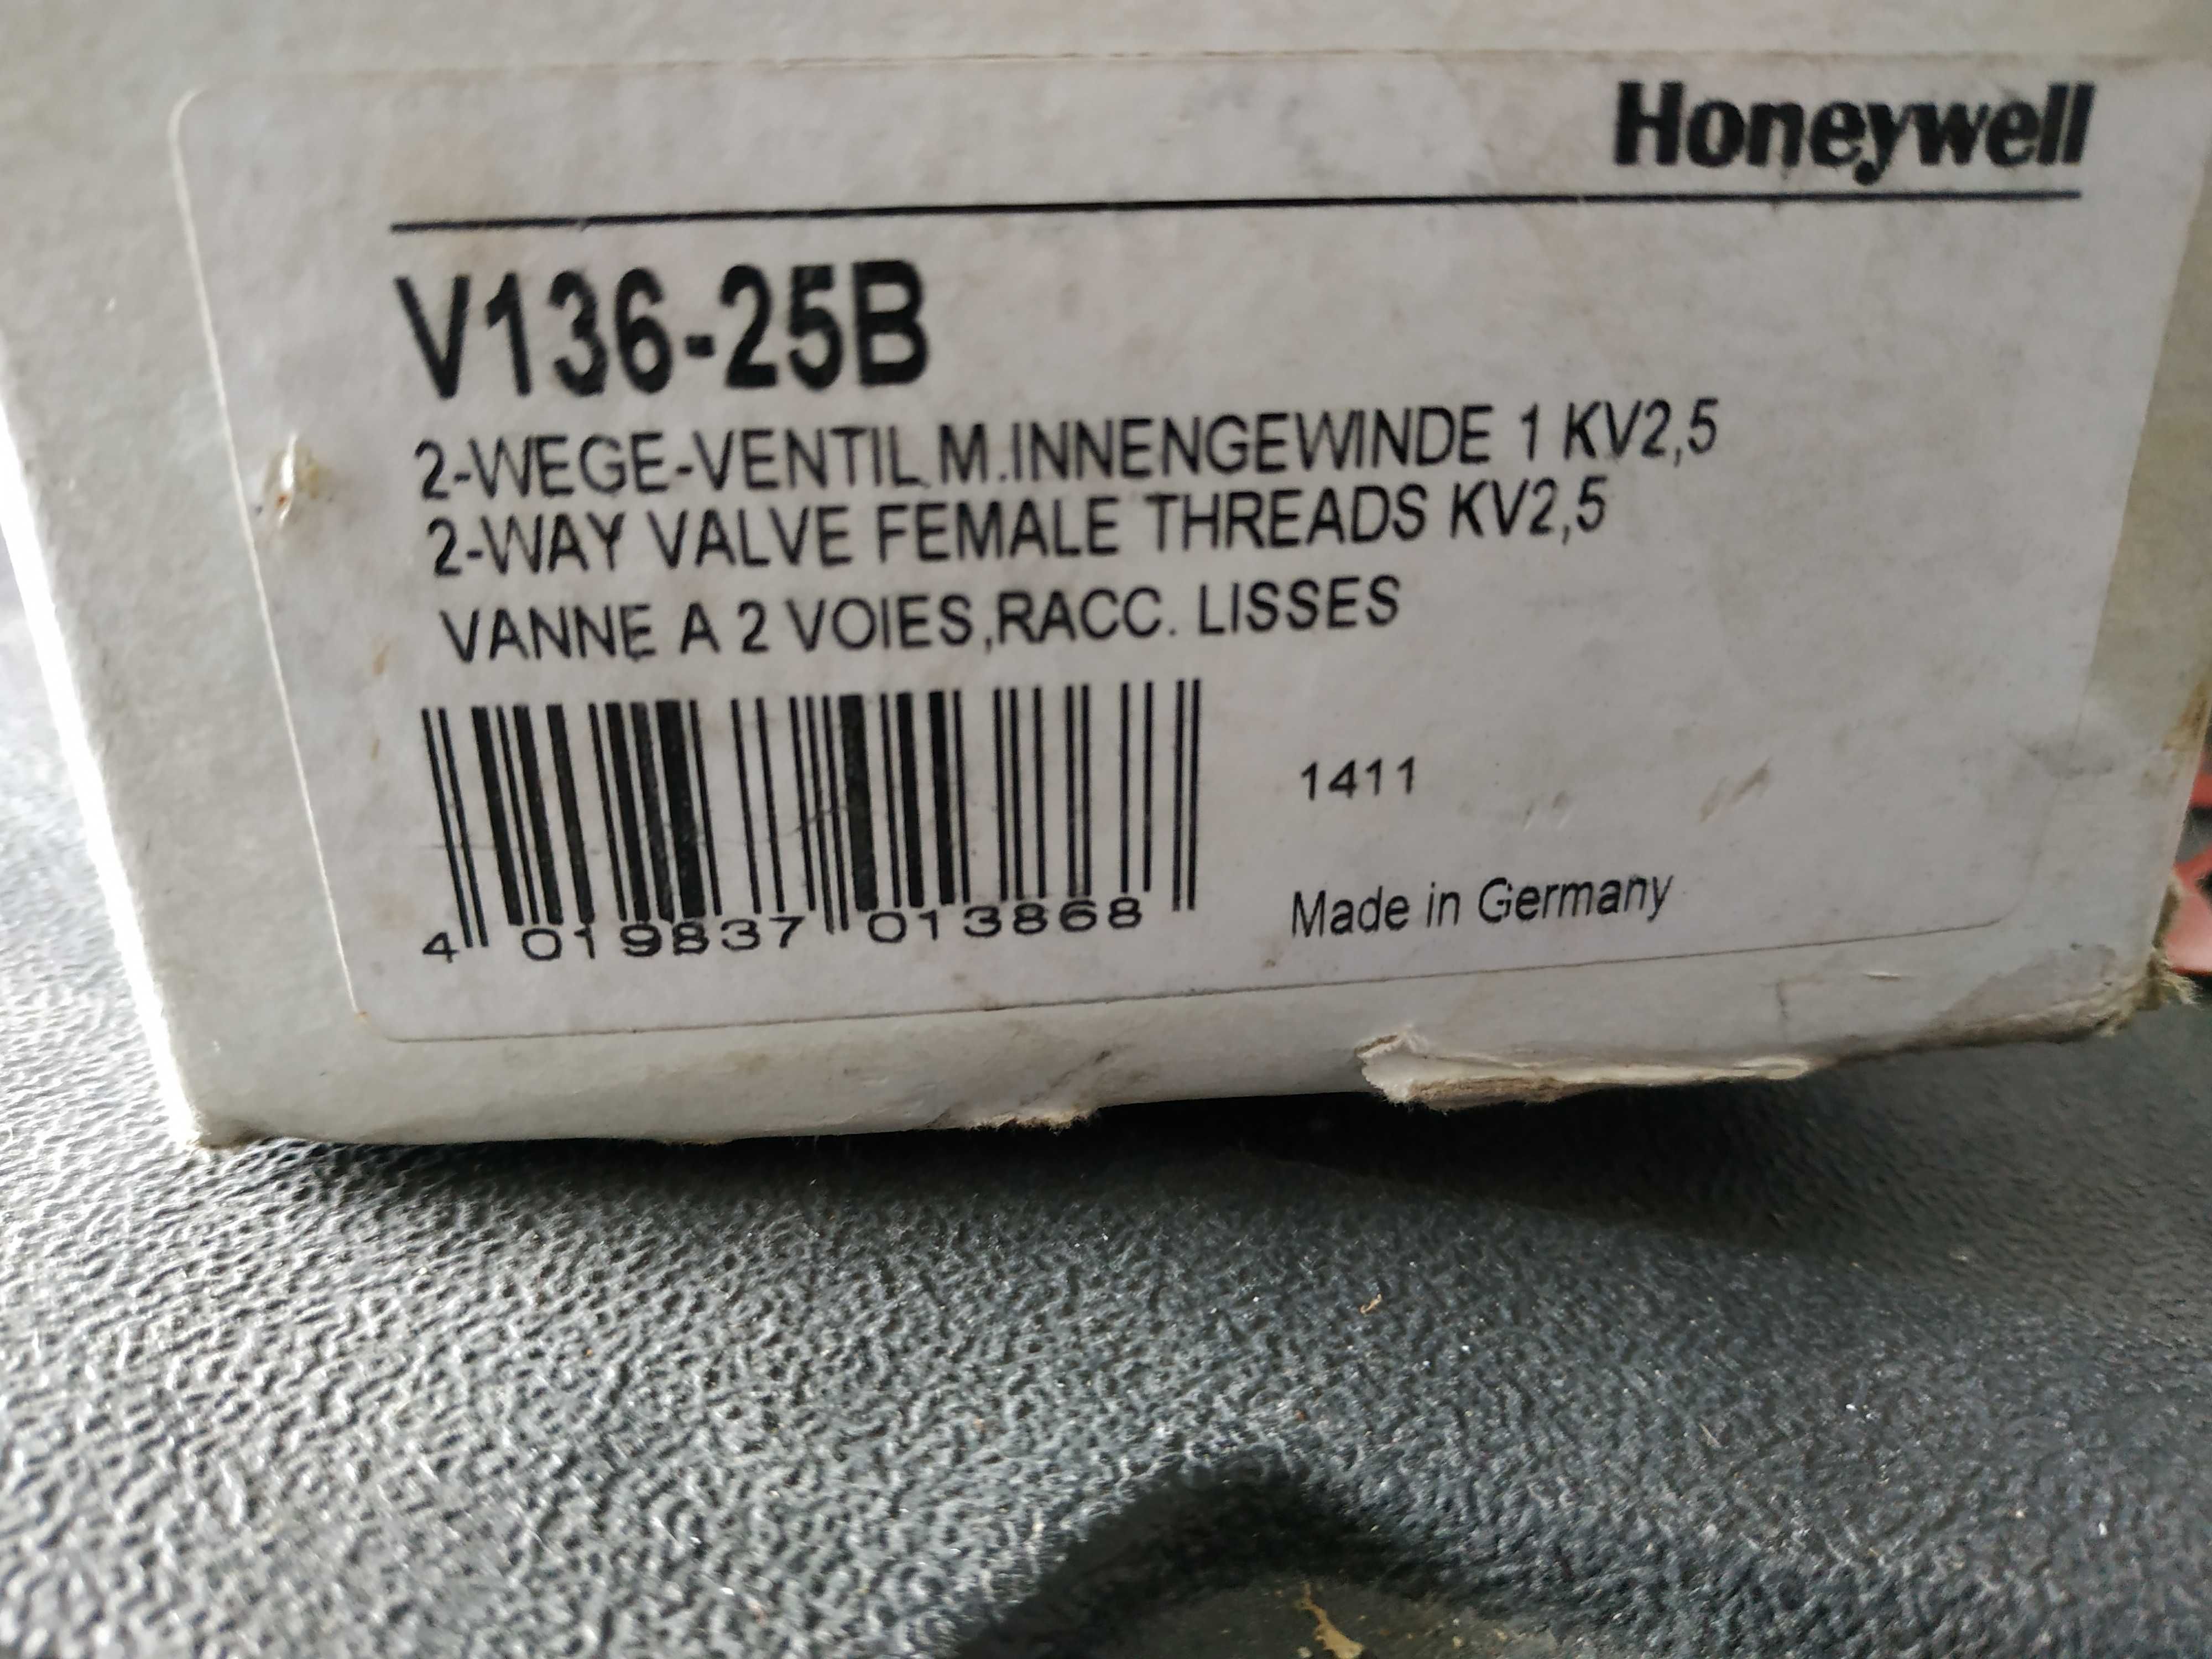 Honeywell
V136-25B
2-WEGE-VENTIL M.INNENGEWINDE 1 KV2,5
2-WAY VALVE FEMALE THREADS KV2,5
VANNE A 2 VOIES,RACC. LISSES
1411
4 019837 013868
Made in Germany